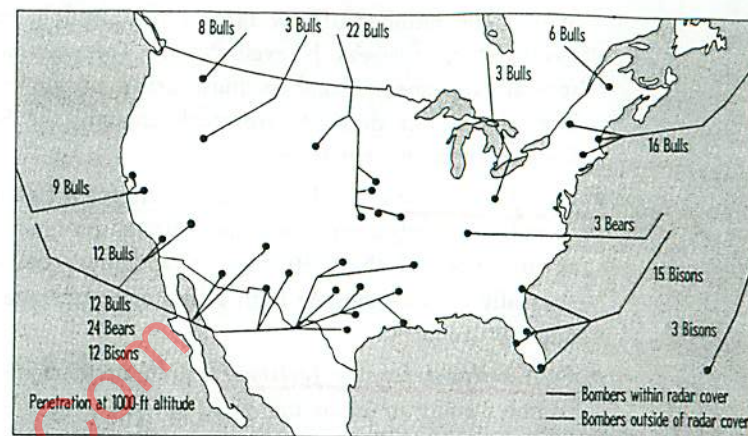 8 Bulls
3 Bulls
22 Bulls
6 Bulls
3 Bulls
16 Bulls
9 Bulls
3 Bears
12 Bulls
15 Bisons
12 Bulls
24 Bears
12 Bisons
3 Bisons
Penetration at 1000-ft altitude
Bombers within radar cover
Bombers outside of radar cover
com